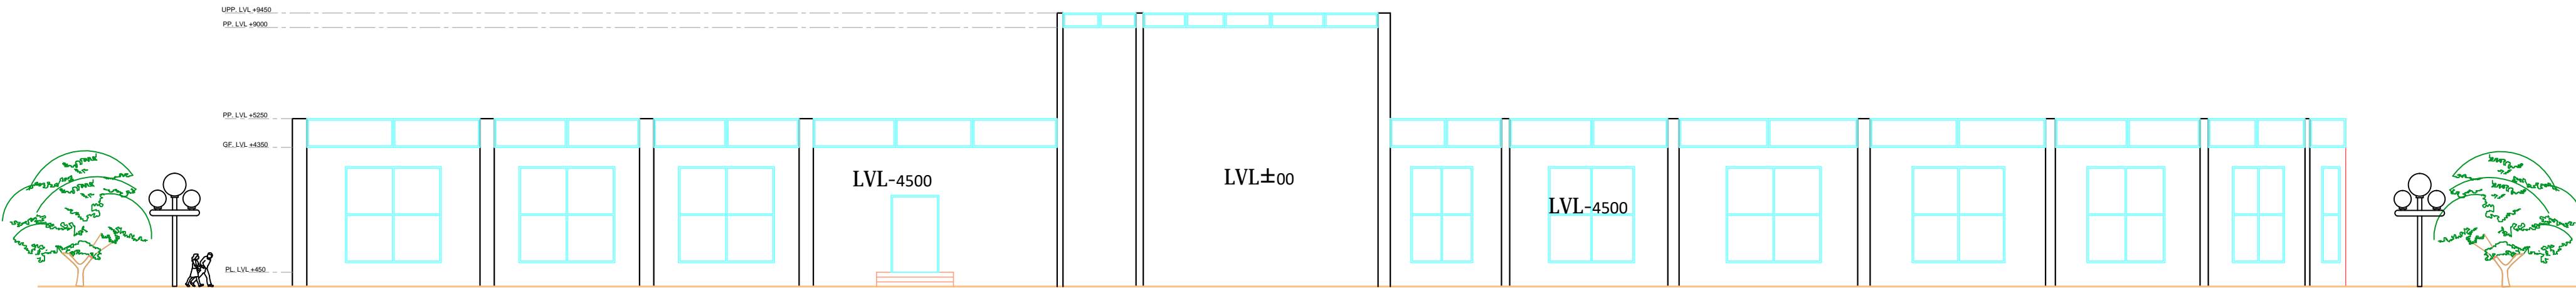 UPP. LVL +9450
PP. LVL +9000
PP. LVL +5250
GF. LVL +4350
LVL-4500
LVL±00
LVL-4500
PL. LVL +450